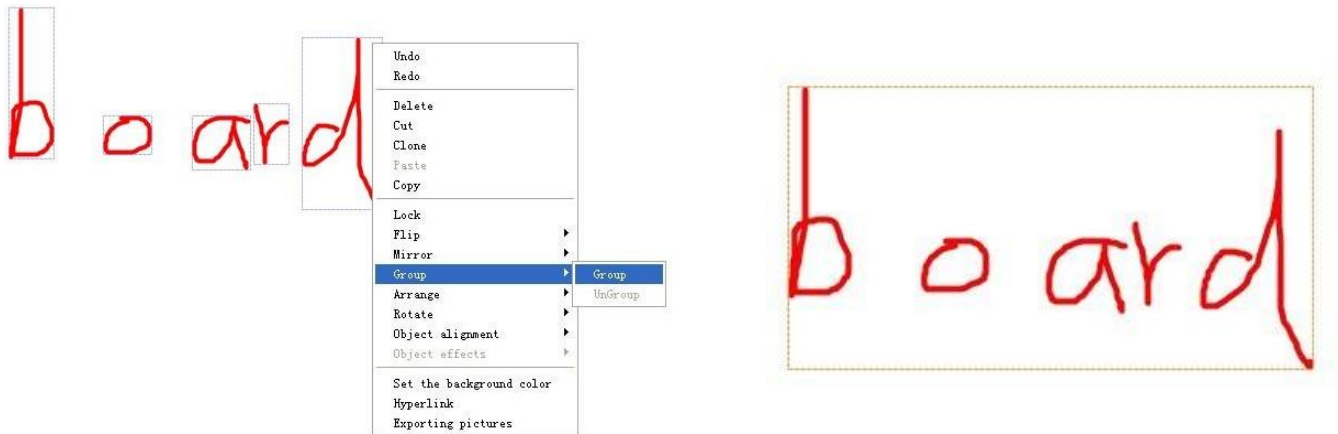 board
Undo
Redo
Delete
Cut
Clone
Paste
Copy
Lock
Flip
Mirror
Group
Group
UnGroup
Arrange
Rotate
Object alignment
Object effects
Set the background color
Hyperlink
Exporting pictures
board